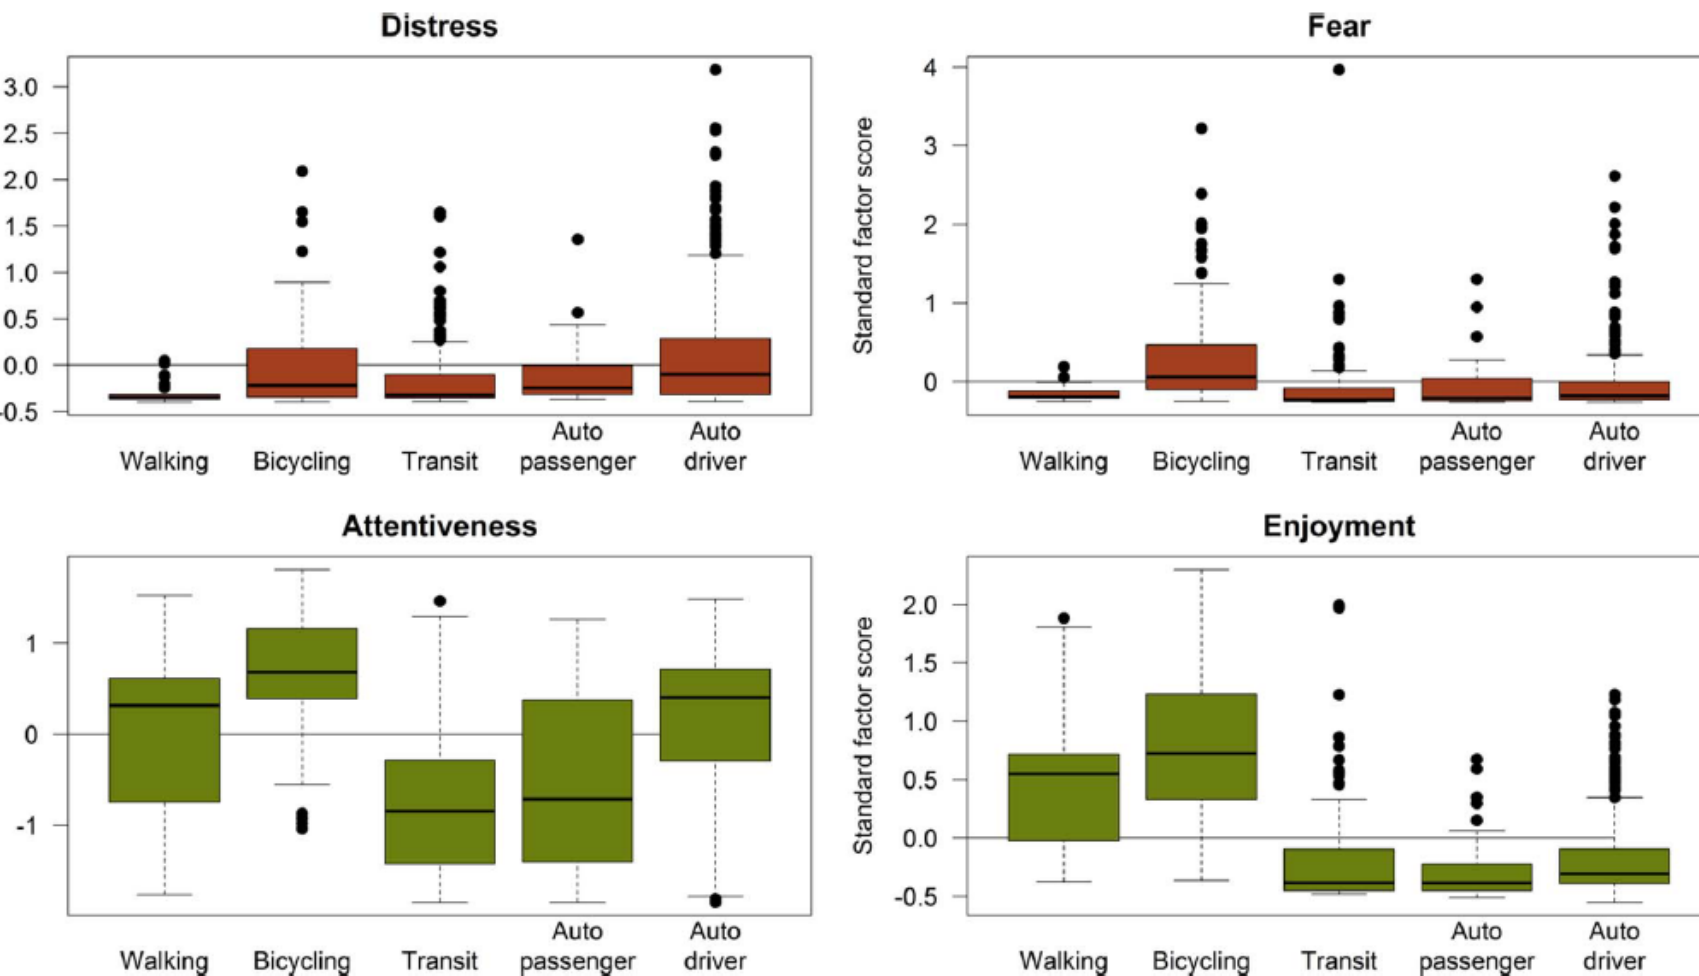 Distress
3.0
2.5
2.0
1.5
1.0
0.5
0.0
-0.5
Walking Bicycling Transit Auto passenger Auto driver
Fear
Standard factor score
4
3
2
1
0
Walking Bicycling Transit Auto passenger Auto driver
Attentiveness
1
0
-1
Walking Bicycling Transit Auto passenger Auto driver
Enjoyment
Standard factor score
2.0
1.5
1.0
0.5
0.0
-0.5
Walking Bicycling Transit Auto passenger Auto driver